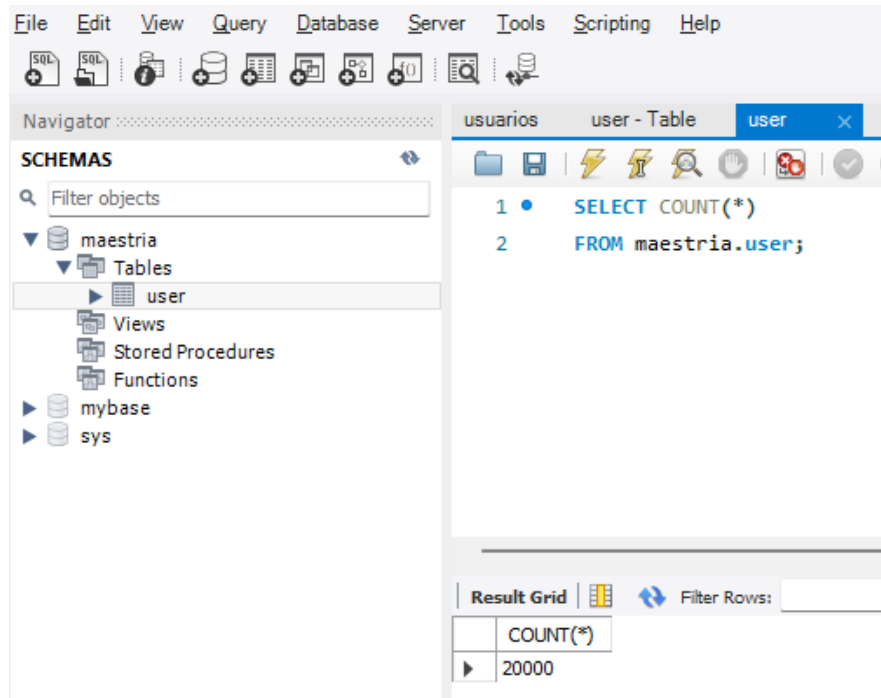 File Edit View Query Database Server Tools Scripting Help
SQL SQL f()
Navigator
SCHEMAS
Filter objects
maestria
Tables
user
Views
Stored Procedures
Functions
mybase
sys
usuarios user - Table user
1 SELECT COUNT(*)
2 FROM maestria.user;
Result Grid Filter Rows:
COUNT(*)
20000